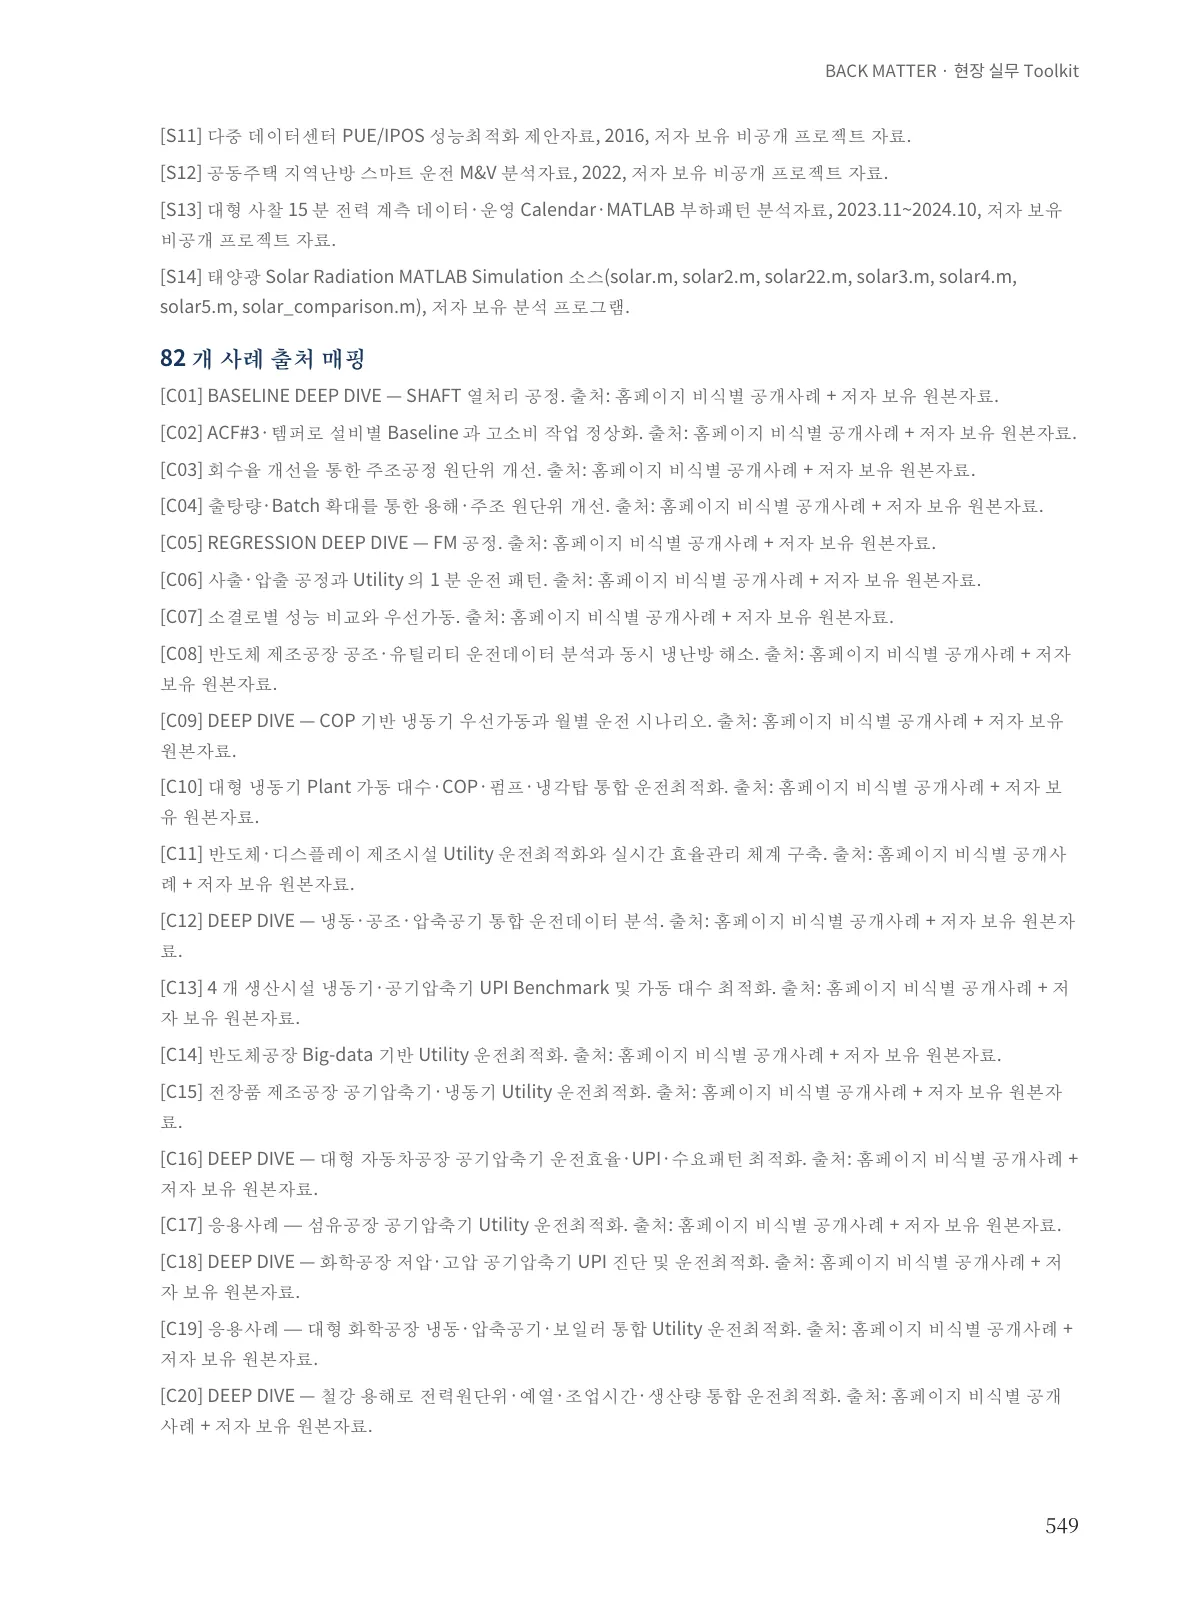 BACK MATTER · 현장 실무 Toolkit
[S11] 다중 데이터센터 PUE/IPOS 성능최적화 제안자료, 2016, 저자 보유 비공개 프로젝트 자료.
[S12] 공동주택 지역난방 스마트 운전 M&V 분석자료, 2022, 저자 보유 비공개 프로젝트 자료.
[S13] 대형 사찰 15 분 전력 계측 데이터·운영 Calendar·MATLAB 부하패턴 분석자료, 2023.11~2024.10, 저자 보유
비공개 프로젝트 자료.
[S14] 태양광 Solar Radiation MATLAB Simulation 소스(solar.m, solar2.m, solar22.m, solar3.m, solar4.m,
solar5.m, solar_comparison.m), 저자 보유 분석 프로그램.
82 개 사례 출처 매핑
[C01] BASELINE DEEP DIVE — SHAFT 열처리 공정. 출처: 홈페이지 비식별 공개사례 + 저자 보유 원본자료.
[C02] ACF#3·템퍼로 설비별 Baseline 과 고소비 작업 정상화. 출처: 홈페이지 비식별 공개사례 + 저자 보유 원본자료.
[C03] 회수율 개선을 통한 주조공정 원단위 개선. 출처: 홈페이지 비식별 공개사례 + 저자 보유 원본자료.
[C04] 출탕량·Batch 확대를 통한 용해·주조 원단위 개선. 출처: 홈페이지 비식별 공개사례 + 저자 보유 원본자료.
[C05] REGRESSION DEEP DIVE — FM 공정. 출처: 홈페이지 비식별 공개사례 + 저자 보유 원본자료.
[C06] 사출·압출 공정과 Utility 의 1 분 운전 패턴. 출처: 홈페이지 비식별 공개사례 + 저자 보유 원본자료.
[C07] 소결로별 성능 비교와 우선가동. 출처: 홈페이지 비식별 공개사례 + 저자 보유 원본자료.
[C08] 반도체 제조공장 공조·유틸리티 운전데이터 분석과 동시 냉난방 해소. 출처: 홈페이지 비식별 공개사례 + 저자
보유 원본자료.
[C09] DEEP DIVE — COP 기반 냉동기 우선가동과 월별 운전 시나리오. 출처: 홈페이지 비식별 공개사례 + 저자 보유
원본자료.
[C10] 대형 냉동기 Plant 가동 대수·COP·펌프·냉각탑 통합 운전최적화. 출처: 홈페이지 비식별 공개사례 + 저자 보
유 원본자료.
[C11] 반도체·디스플레이 제조시설 Utility 운전최적화와 실시간 효율관리 체계 구축. 출처: 홈페이지 비식별 공개사
례 + 저자 보유 원본자료.
[C12] DEEP DIVE — 냉동·공조·압축공기 통합 운전데이터 분석. 출처: 홈페이지 비식별 공개사례 + 저자 보유 원본자
료.
[C13] 4 개 생산시설 냉동기·공기압축기 UPI Benchmark 및 가동 대수 최적화. 출처: 홈페이지 비식별 공개사례 + 저
자 보유 원본자료.
[C14] 반도체공장 Big-data 기반 Utility 운전최적화. 출처: 홈페이지 비식별 공개사례 + 저자 보유 원본자료.
[C15] 전장품 제조공장 공기압축기·냉동기 Utility 운전최적화. 출처: 홈페이지 비식별 공개사례 + 저자 보유 원본자
료.
[C16] DEEP DIVE — 대형 자동차공장 공기압축기 운전효율·UPI·수요패턴 최적화. 출처: 홈페이지 비식별 공개사례 +
저자 보유 원본자료.
[C17] 응용사례 — 섬유공장 공기압축기 Utility 운전최적화. 출처: 홈페이지 비식별 공개사례 + 저자 보유 원본자료.
[C18] DEEP DIVE — 화학공장 저압·고압 공기압축기 UPI 진단 및 운전최적화. 출처: 홈페이지 비식별 공개사례 + 저
자 보유 원본자료.
[C19] 응용사례 — 대형 화학공장 냉동·압축공기·보일러 통합 Utility 운전최적화. 출처: 홈페이지 비식별 공개사례 +
저자 보유 원본자료.
[C20] DEEP DIVE — 철강 용해로 전력원단위·예열·조업시간·생산량 통합 운전최적화. 출처: 홈페이지 비식별 공개
사례 + 저자 보유 원본자료.
549